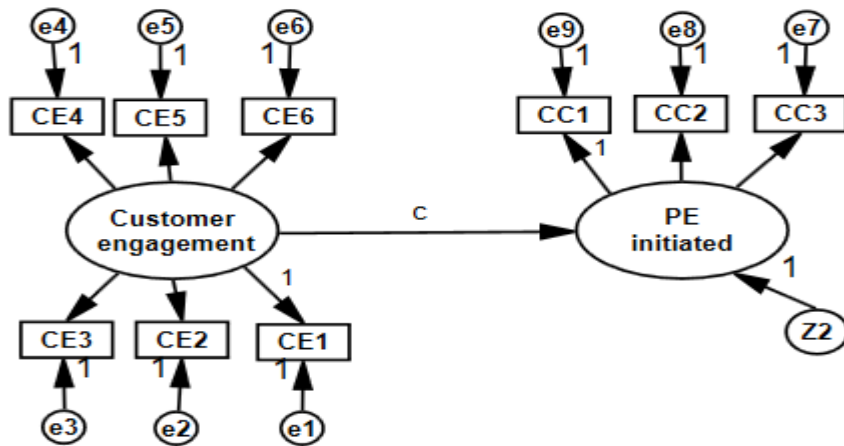 e4 e5 e6 e9 e8 e7
1 1 1 1 1 1
CE4 CE5 CE6 CC1 CC2 CC3
1
Customer
engagement
C
PE
initiated
1 1
CE3 CE2 CE1 Z2
1 1 1
e3 e2 e1